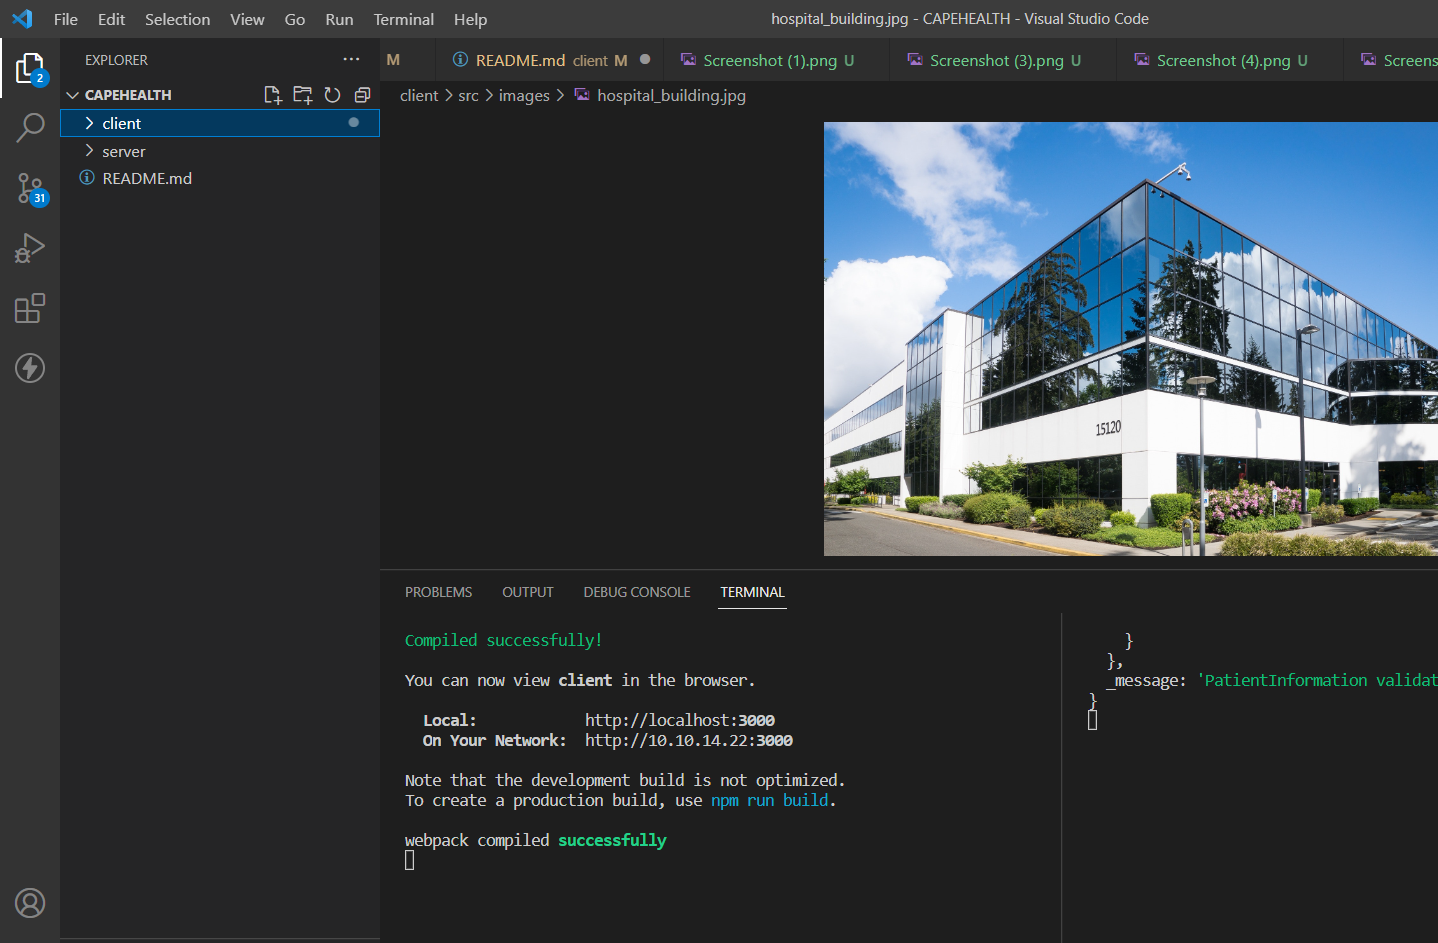 File Edit Selection View Go Run Terminal Help
hospital_building.jpg - CAPEHEALTH - Visual Studio Code
EXPLORER
2
CAPEHEALTH
client
server
README.md
31
M
README.md client M
Screenshot (1).png U
Screenshot (3).png U
Screenshot (4).png U
Screens
client > src > images > hospital_building.jpg
15120
PROBLEMS OUTPUT DEBUG CONSOLE TERMINAL
Compiled successfully!
You can now view client in the browser.
Local: http://localhost:3000
On Your Network: http://10.10.14.22:3000
Note that the development build is not optimized.
To create a production build, use npm run build.
webpack compiled successfully
}
},
_message: 'PatientInformation validat
}